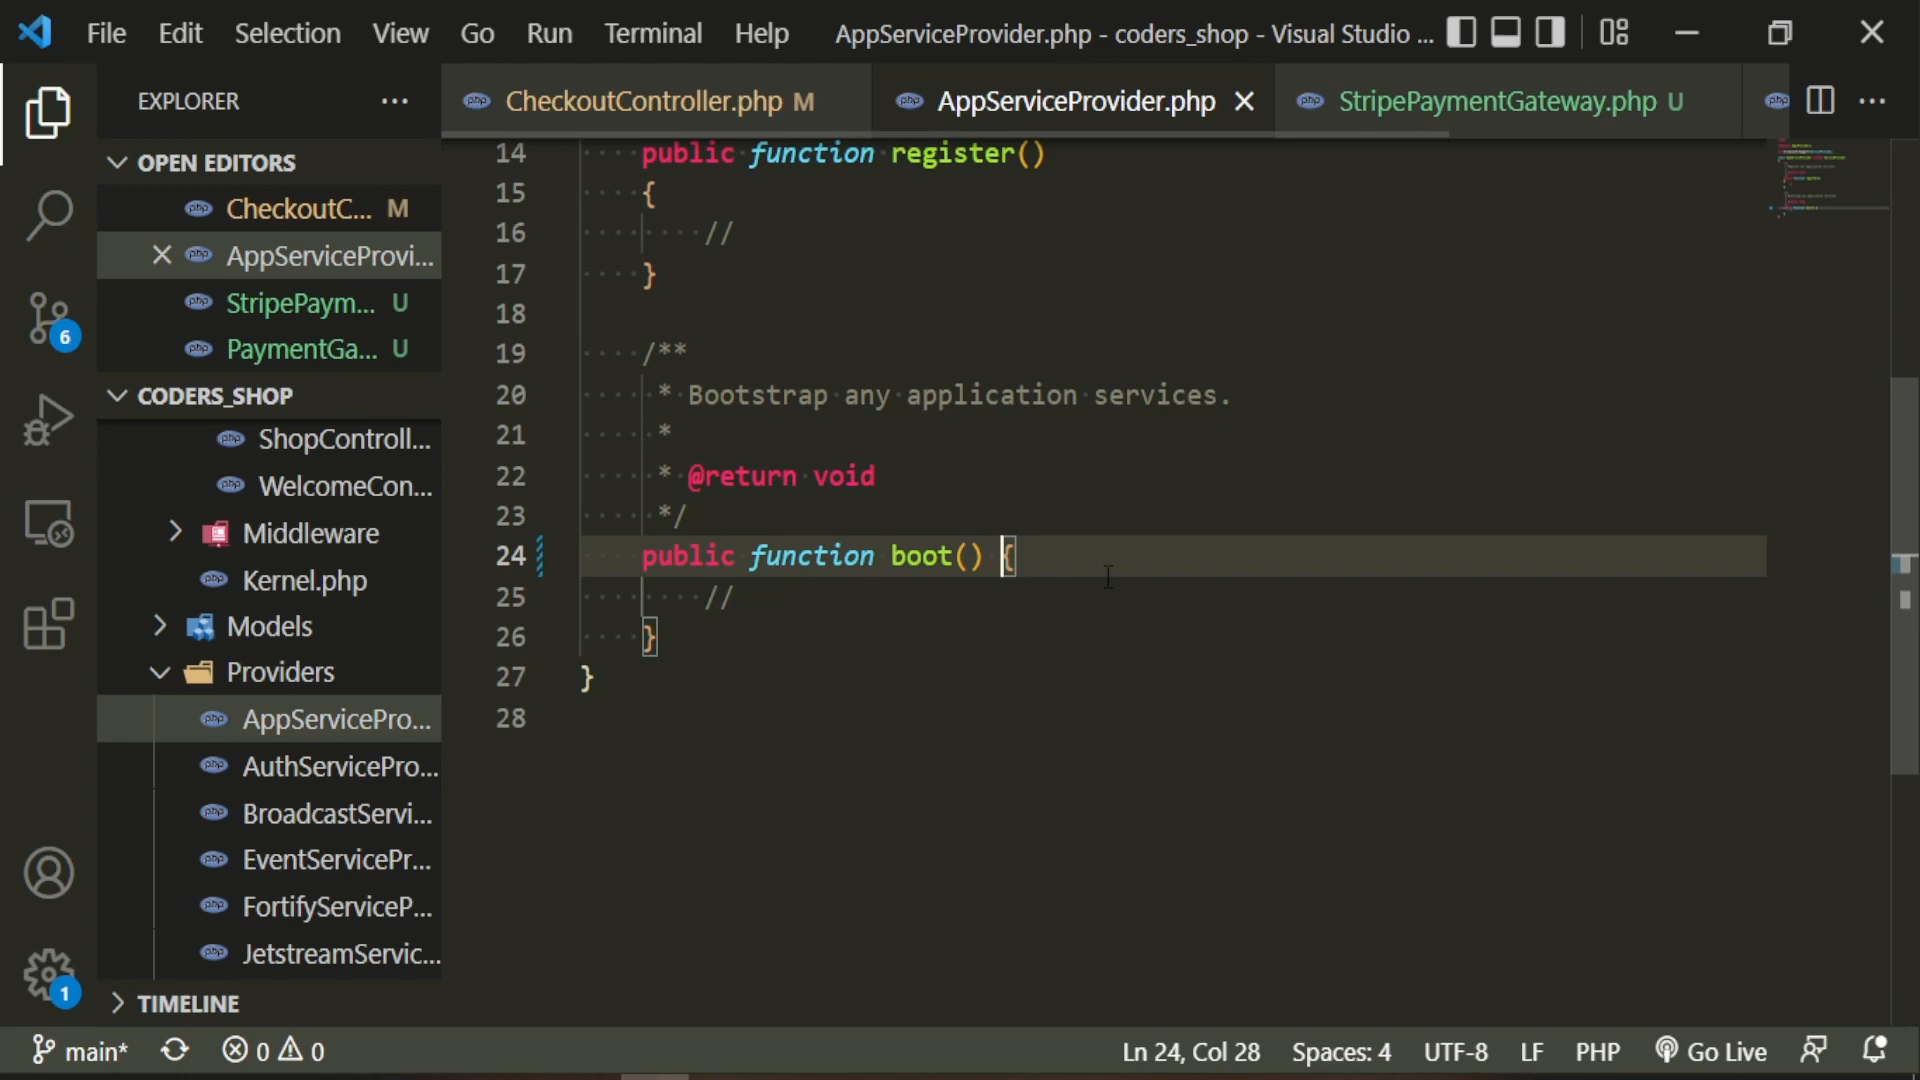 File Edit Selection View Go Run Terminal Help AppServiceProvider.php - coders_shop - Visual Studio ...
EXPLORER
OPEN EDITORS
CheckoutC... M
AppServiceProvi...
StripePaym... U
PaymentGa... U
CODERS_SHOP
ShopControll...
WelcomeCon...
Middleware
Kernel.php
Models
Providers
AppServicePro...
AuthServicePro...
BroadcastServi...
EventServicePr...
FortifyServiceP...
JetstreamServic...
TIMELINE
6
1
CheckoutController.php M AppServiceProvider.php StripePaymentGateway.php U
14 public function register()
15 {
16 //
17 }
18
19 /**
20 * Bootstrap any application services.
21 *
22 * @return void
23 */
24 public function boot() {
25 //
26 }
27 }
28
main* 0 0 Ln 24, Col 28 Spaces: 4 UTF-8 LF PHP Go Live